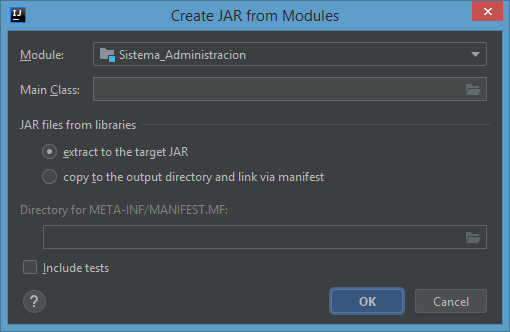 IJ
Create JAR from Modules
Module: Sistema_Administracion
Main Class:
JAR files from libraries
extract to the target JAR
copy to the output directory and link via manifest
Directory for META-INF/MANIFEST.MF:
Include tests
? OK Cancel